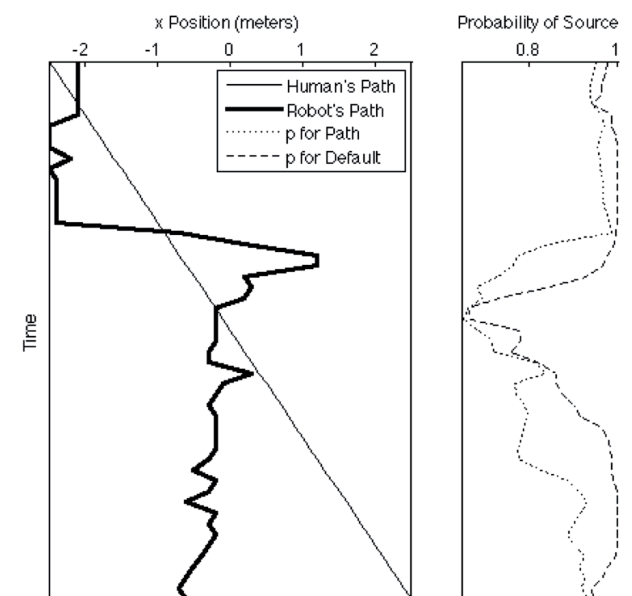 x Position (meters)
-2 -1 0 1 2
Human's Path
Robot's Path
p for Path
p for Default
Time
Probability of Source
0.8 1